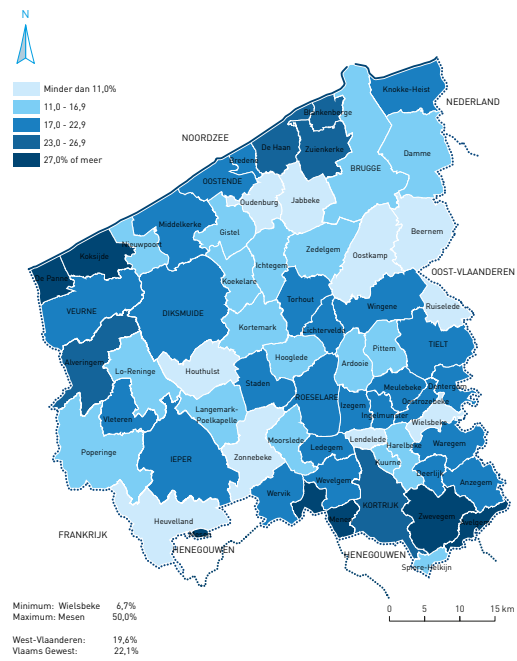 N
Minder dan 11,0%
11,0 - 16,9
17,0 - 22,9
23,0 - 26,9
27,0% of meer
NOORDZEE
NEDERLAND
OOST-VLAANDEREN
FRANKRIJK
HENEGOUWEN
HENEGOUWEN
Knokke-Heist
Blankenberge
De Haan
Zuienkerke
Damme
Bredene
BRUGGE
OOSTENDE
Oudenburg
Jabbeke
Middelkerke
Gistel
Beernem
Nieuwpoort
Zedelgem
Oostkamp
Koksijde
Ichtegem
De Panne
Koekelare
Torhout
Wingene
Ruiselede
VEURNE
DIKSMUIDE
Kortemark
Lichtervelde
Pittem
TIELT
Hooglede
Ardooie
Alveringem
Lo-Reninge
Houthulst
Staden
Meulebeke
Dentergem
ROESELARE
Oostrozebeke
Izegem
Langemark-
Poelkapelle
Ingelmunster
Vleteren
Wielsbeke
Moorslede
Lendelede
Harelbeke
Waregem
Ledegem
Poperinge
IEPER
Zonnebeke
Kuurne
Deerlijk
Wevelgem
Anzegem
Wervik
KORTRIJK
Menen
Zwevegem
Avelgem
Heuvelland
Mesen
Spiere-Helkijn
Minimum: Wielsbeke 6,7%
Maximum: Mesen 50,0%
West-Vlaanderen: 19,6%
Vlaams Gewest: 22,1%
0 5 10 15 km